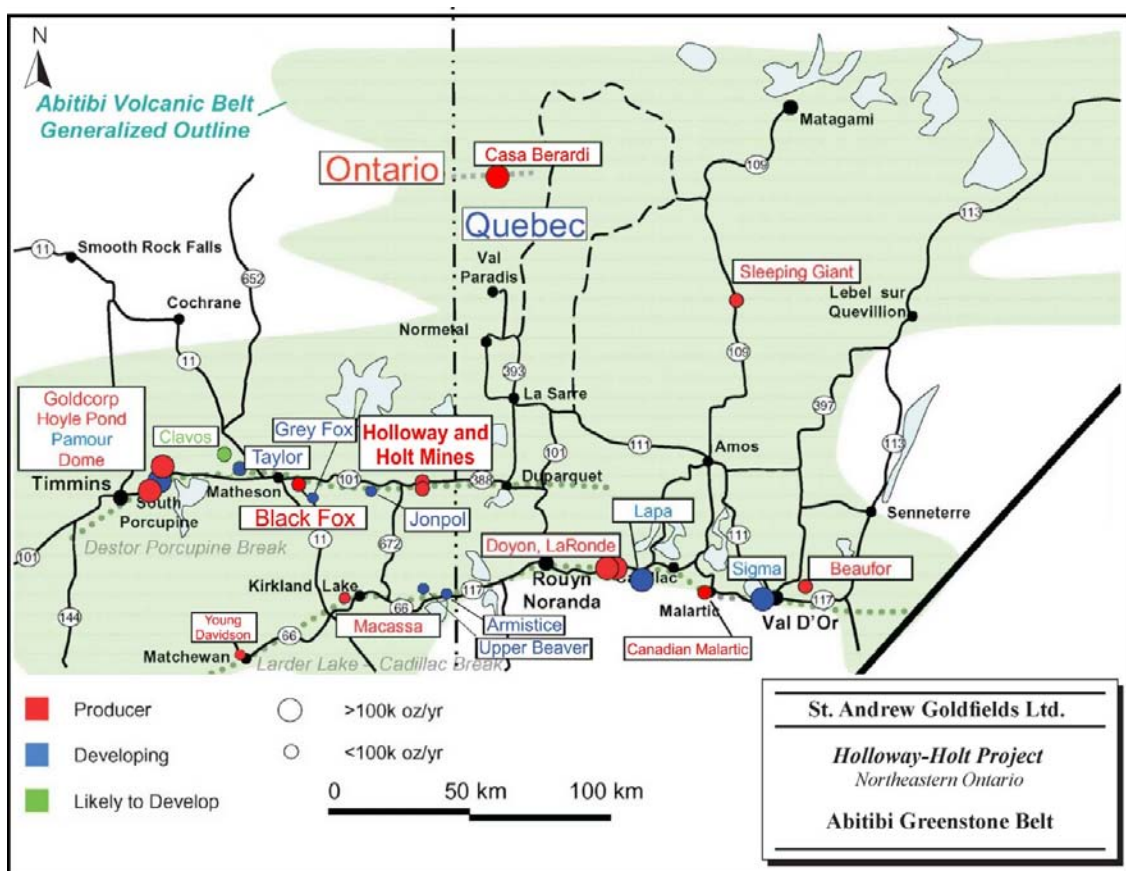 N
Abitibi Volcanic Belt
Generalized Outline
Matagami
Ontario
Casa Berardi
109
Quebec
113
11
Smooth Rock Falls
652
Val
Paradis
Sleeping Giant
Lebel sur
Quevillion
Cochrane
Normetal
11
109
393
La Sarre
397
Goldcorp
Hoyle Pond
Pamour
Dome
Clavos
Grey Fox
Holloway and
Holt Mines
101
111
Amos
113
Taylor
Timmins
Matheson
101
388
Duparquet
South
Porcupine
Black Fox
Jonpol
Lapa
Senneterre
Destor Porcupine Break
11
672
Doyon, LaRonde
111
101
Sigma
Beaufor
Kirkland Lake
117
Rouyn
Noranda
Cadillac
144
66
Malartic
Val D'Or
117
Young
Davidson
Macassa
Armistice
66
Upper Beaver
Canadian Malartic
Matchewan
Larder Lake – Cadillac Break
Producer
>100k oz/yr
Developing
<100k oz/yr
Likely to Develop
0
50 km
100 km
St. Andrew Goldfields Ltd.
Holloway-Holt Project
Northeastern Ontario
Abitibi Greenstone Belt